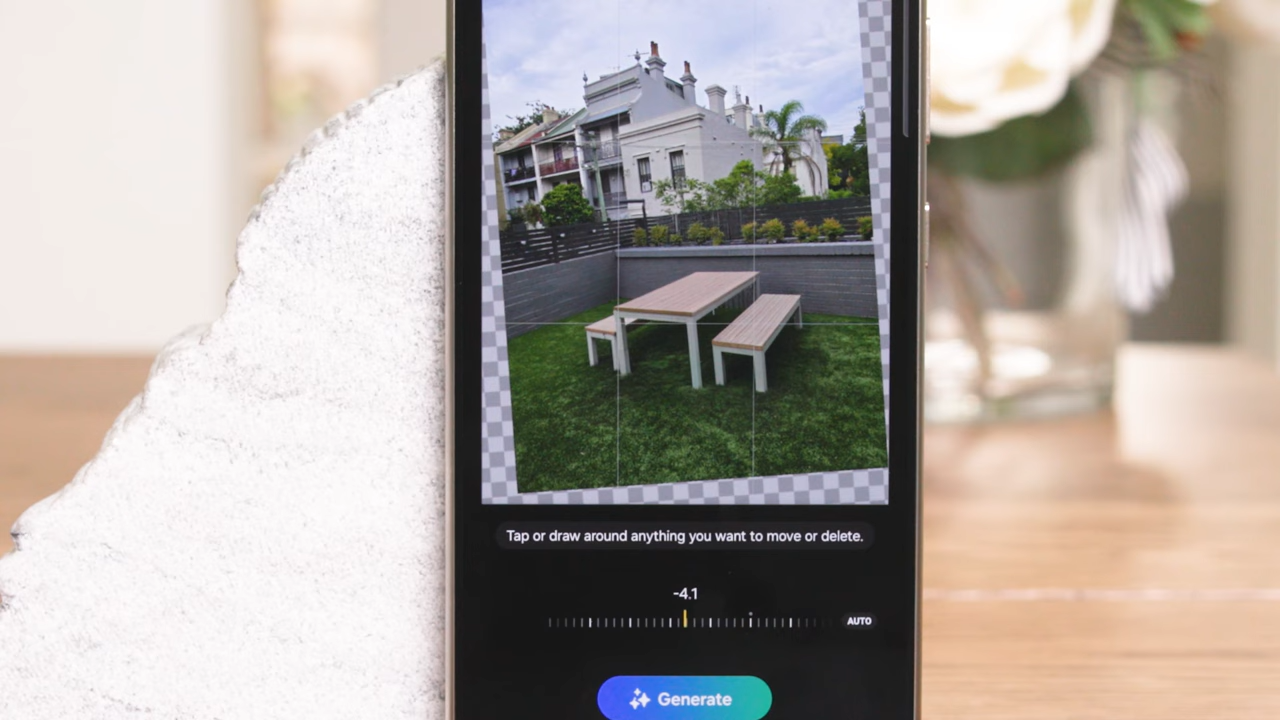 Tap or draw around anything you want to move or delete.
-4.1
AUTO
Generate